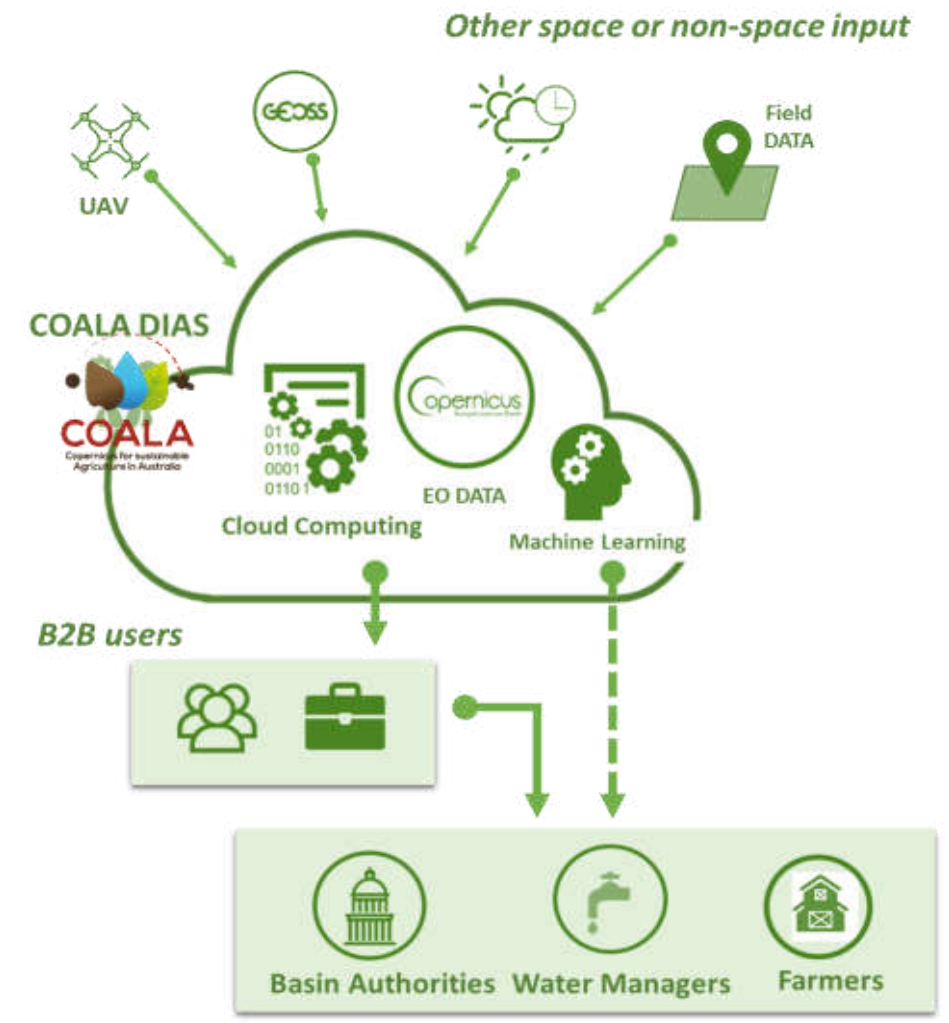 Other space or non-space input
GEOSS
Field
DATA
UAV
COALA DIAS
COALA
Copernicus for sustainable
Agriculture in Australia
opernicus
01
0110
0001
0110 1
EO DATA
Cloud Computing
Machine Learning
B2B users
Basin Authorities
Water Managers
Farmers